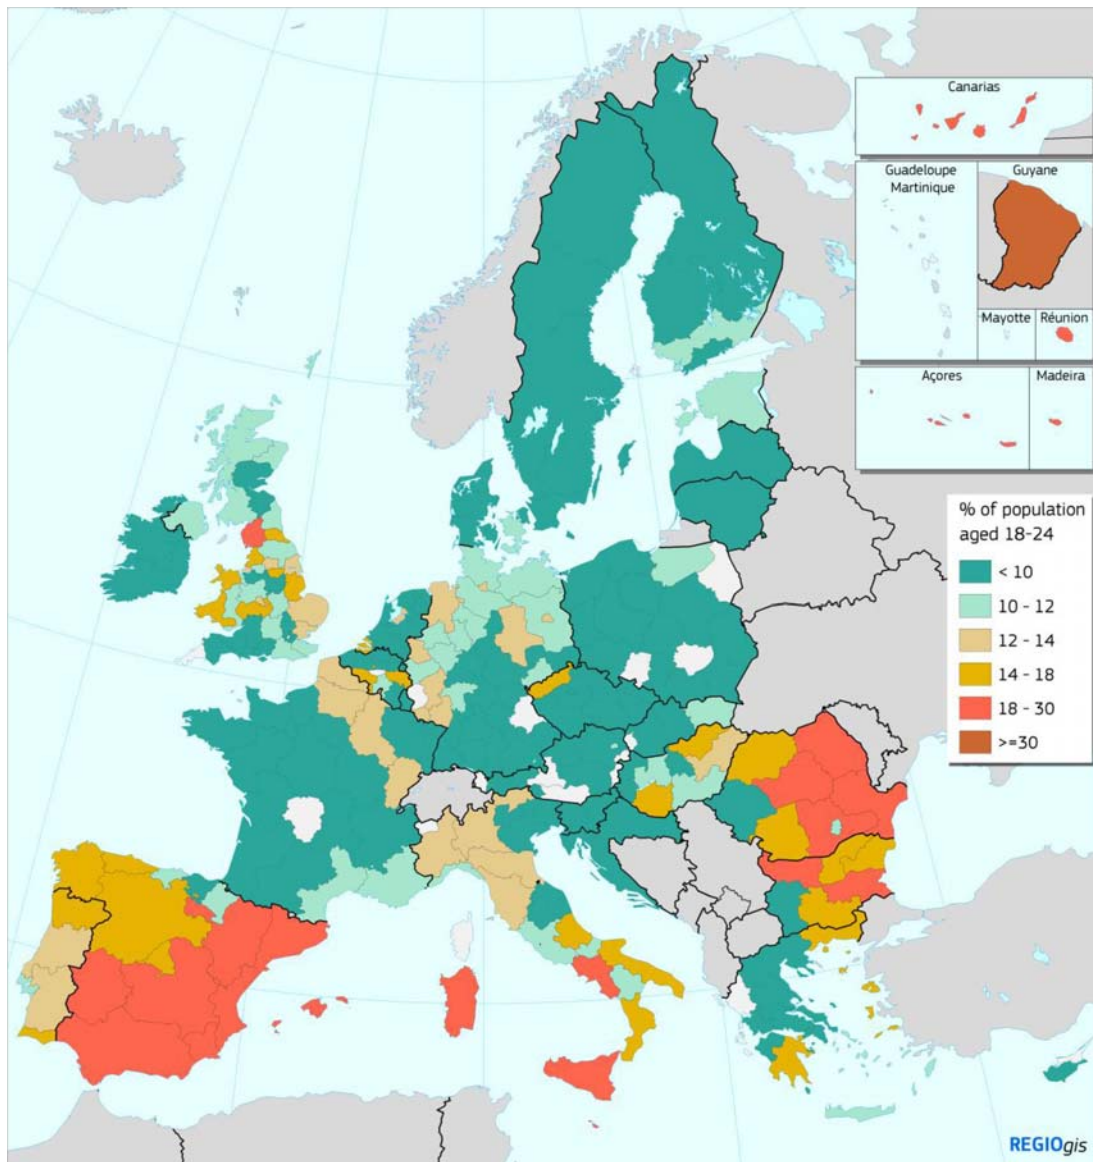 Canarias
Guadeloupe
Martinique
Guyane
Mayotte
Réunion
Açores
Madeira
% of population
aged 18-24
< 10
10 - 12
12 - 14
14 - 18
18 - 30
>=30
REGIOgis